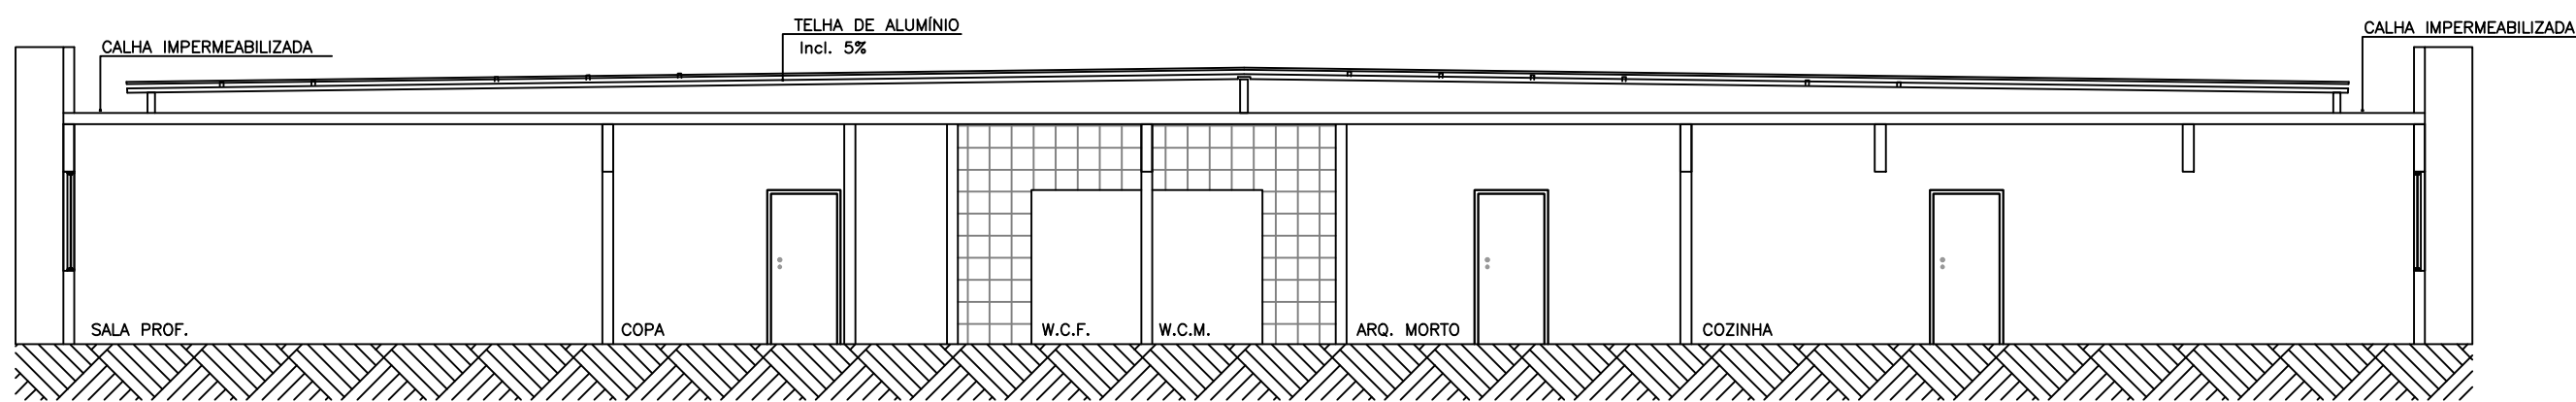 CALHA IMPERMEABILIZADA
TELHA DE ALUMÍNIO
Incl. 5%
CALHA IMPERMEABILIZADA
SALA PROF.
COPA
W.C.F.
W.C.M.
ARQ. MORTO
COZINHA